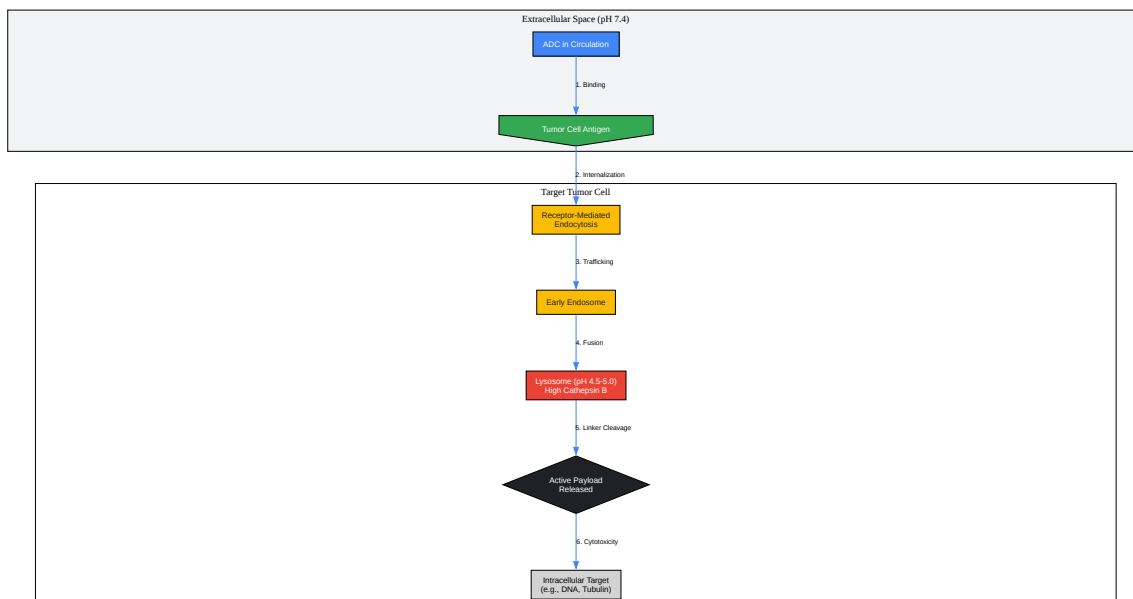 Extracellular Space (pH 7.4)
ADC in Circulation
1. Binding
Tumor Cell Antigen
2. Internalization
Target Tumor Cell
Receptor-Mediated
Endocytosis
3. Trafficking
Early Endosome
4. Fusion
Lysosome (pH 4.5-5.0)
High Cathepsin B
5. Linker Cleavage
Active Payload
Released
6. Cytotoxicity
Intracellular Target
(e.g., DNA, Tubulin)